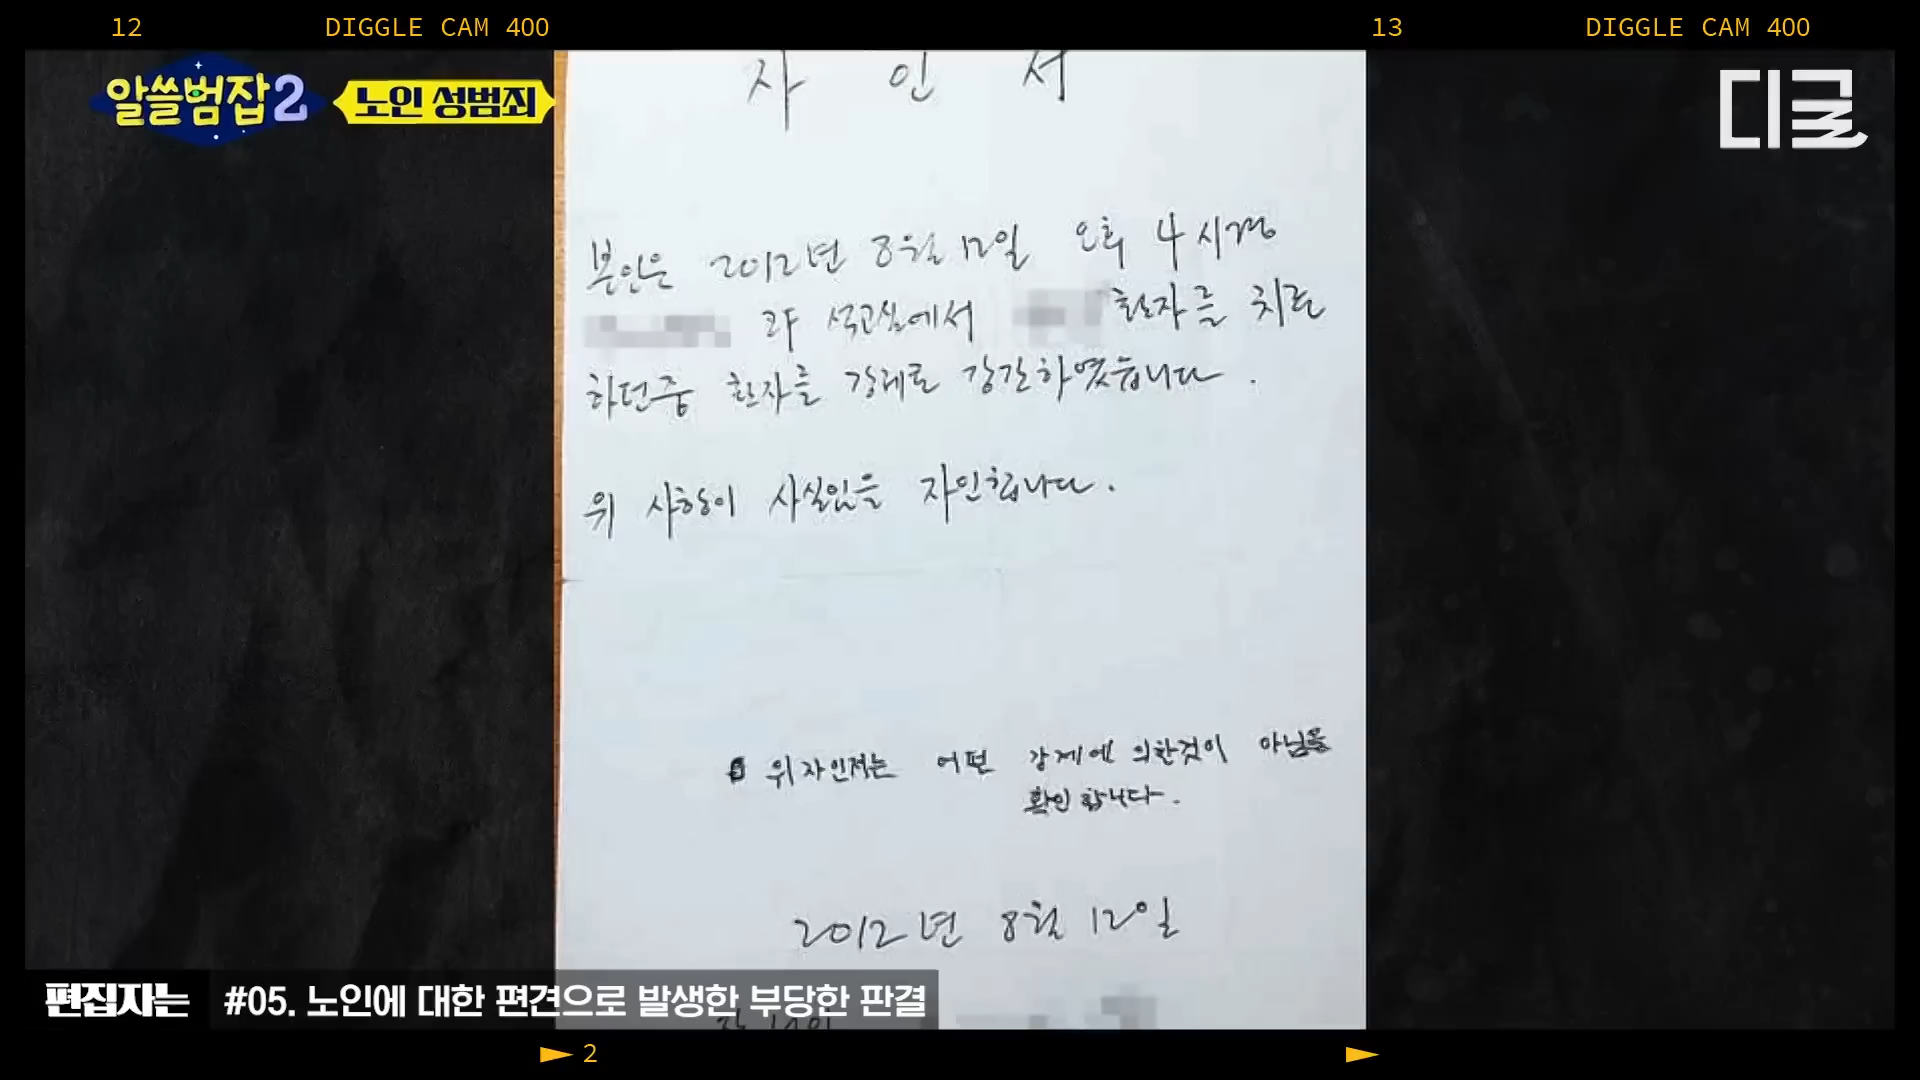 12
DIGGLE CAM 400
13
DIGGLE CAM 400
알쓸범잡2
노인 성범죄
디글
자 인 서
본인은 2012년 8월 12일 오후 4시경
과 석고실에서 환자를 치료
하던중 환자를 강제로 강간하였습니다.
위 사항이 사실임을 자인합니다.
위 자인서는 어떤 강제에 의한것이 아님을
확인 합니다.
2012년 8월 12일
편집자는 #05. 노인에 대한 편견으로 발생한 부당한 판결
2